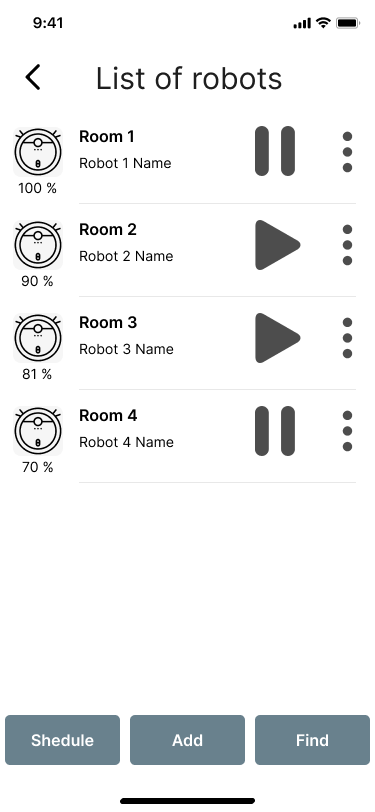 9:41
List of robots
Room 1
Robot 1 Name
100 %
Room 2
Robot 2 Name
90 %
Room 3
Robot 3 Name
81 %
Room 4
Robot 4 Name
70 %
Shedule
Add
Find